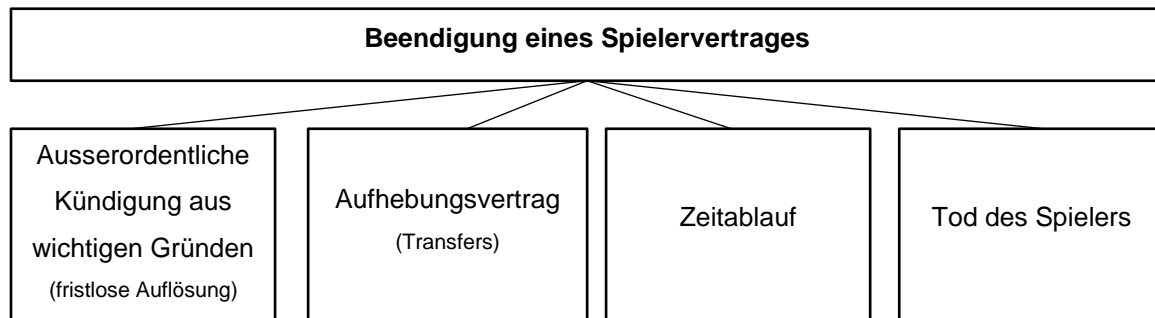 Beendigung eines Spielervertrages
Ausserordentliche
Kündigung aus
wichtigen Gründen
(fristlose Auflösung)
Aufhebungsvertrag
(Transfers)
Zeitablauf
Tod des Spielers